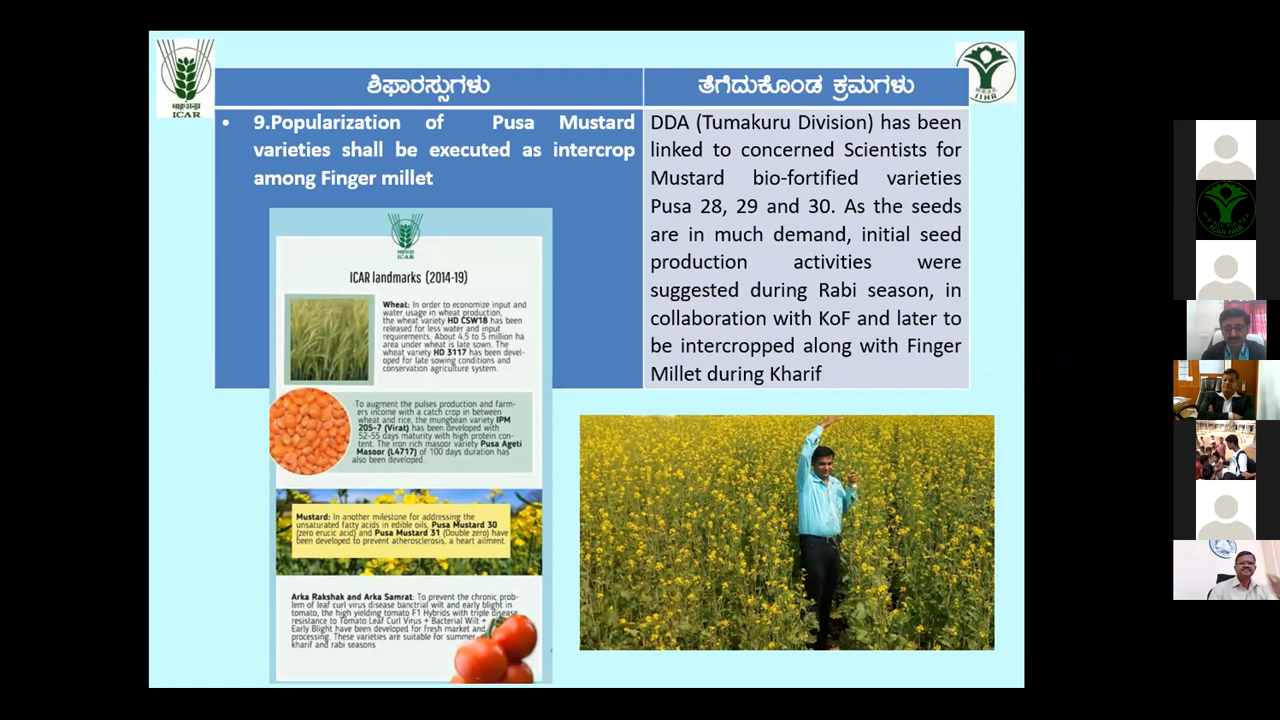 ಶಿಫಾರಸ್ಸುಗಳು
ತೆಗೆದುಕೊಂಡ ಕ್ರಮಗಳು
ICAR
IIHR
• 9.Popularization of Pusa Mustard
varieties shall be executed as intercrop
among Finger millet
DDA (Tumakuru Division) has been
linked to concerned Scientists for
Mustard bio-fortified varieties
Pusa 28, 29 and 30. As the seeds
are in much demand, initial seed
production activities were
suggested during Rabi season, in
collaboration with KoF and later to
be intercropped along with Finger
Millet during Kharif
ICAR
ICAR landmarks (2014-19)
Wheat: In order to economize input and
water usage in wheat production,
the wheat variety HD CSW18 has been
released for less water and input
requirements. About 4.5 to 5 million ha
area under wheat is late sown. The
wheat variety HD 3117 has been devel-
oped for late sowing conditions and
conservation agriculture system.
To augment the pulses production and farm-
ers income with a catch crop in between
wheat and rice, the mungbean variety IPM
205-7 (Virat) has been developed with
52-55 days maturity with high protein con-
tent. The iron rich masoor variety Pusa Ageti
Masoor (L4717) of 100 days duration has
also been developed.
Mustard: In another milestone for addressing the
unsaturated fatty acids in edible oils, Pusa Mustard 30
(zero erucic acid) and Pusa Mustard 31 (Double zero) have
been developed to prevent atherosclerosis, a heart ailment.
Arka Rakshak and Arka Samrat: To prevent the chronic prob-
lem of leaf curl virus disease banctrial wilt and early blight in
tomato, the high yielding tomato F1 Hybrids with triple disease
resistance to Tomato Leaf Curl Virus + Bacterial Wilt +
Early Blight have been developed for fresh market and
processing. These varieties are suitable for summer,
kharif and rabi seasons